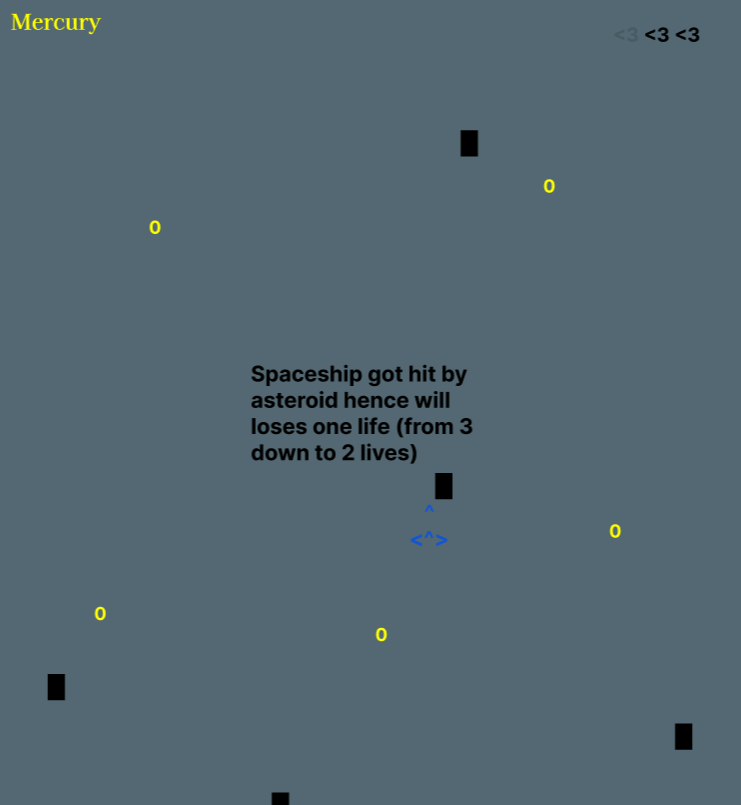 Mercury
<3 <3 <3
0
0
Spaceship got hit by
asteroid hence will
loses one life (from 3
down to 2 lives)
^
<^>
0
0
0